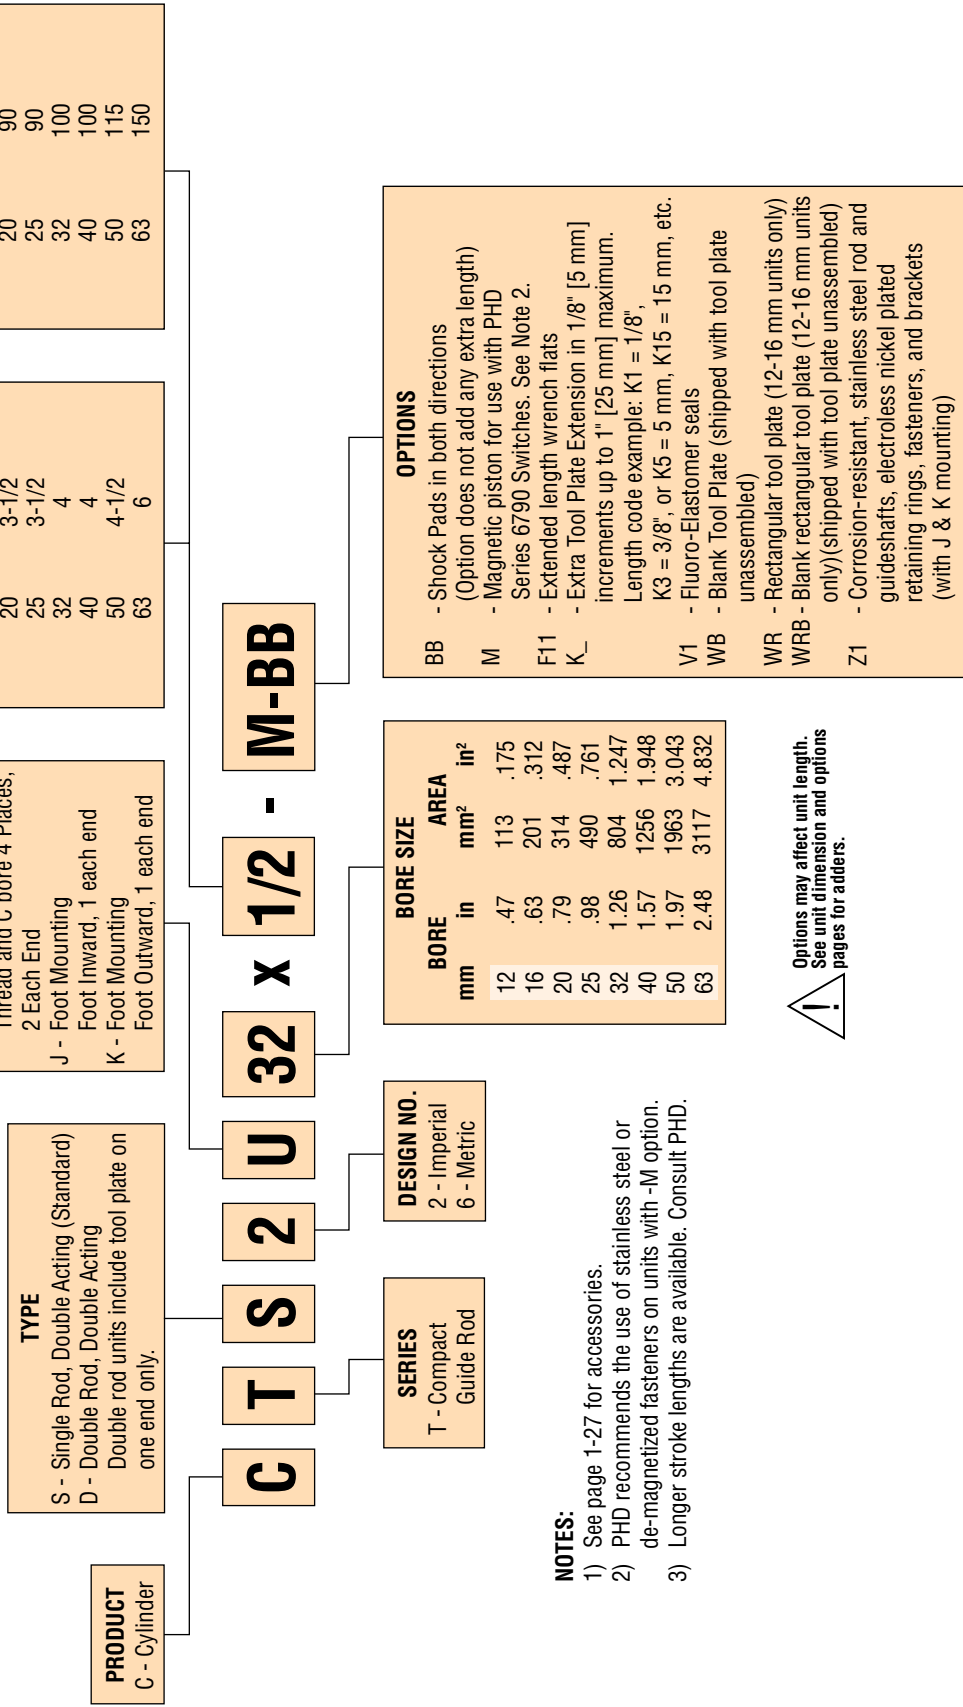 PRODUCT
C - Cylinder
TYPE
S - Single Rod, Double Acting (Standard)
D - Double Rod, Double Acting
Double rod units include tool plate on
one end only.
Thread and C'bore 4 Places,
2 Each End
J - Foot Mounting
Foot Inward, 1 each end
K - Foot Mounting
Foot Outward, 1 each end
20 3-1/2
25 3-1/2
32 4
40 4
50 4-1/2
63 6
20 90
25 90
32 100
40 100
50 115
63 150
C T S 2 U 32 x 1/2 - M-BB
SERIES
T - Compact
Guide Rod
DESIGN NO.
2 - Imperial
6 - Metric
BORE SIZE
BORE AREA
mm in mm² in²
12 .47 113 .175
16 .63 201 .312
20 .79 314 .487
25 .98 490 .761
32 1.26 804 1.247
40 1.57 1256 1.948
50 1.97 1963 3.043
63 2.48 3117 4.832
OPTIONS
BB - Shock Pads in both directions
(Option does not add any extra length)
M - Magnetic piston for use with PHD
Series 6790 Switches. See Note 2.
F11 - Extended length wrench flats
K_ - Extra Tool Plate Extension in 1/8" [5 mm]
increments up to 1" [25 mm] maximum.
Length code example: K1 = 1/8",
K3 = 3/8", or K5 = 5 mm, K15 = 15 mm, etc.
V1 - Fluoro-Elastomer seals
WB - Blank Tool Plate (shipped with tool plate
unassembled)
WR - Rectangular tool plate (12-16 mm units only)
WRB - Blank rectangular tool plate (12-16 mm units
only)(shipped with tool plate unassembled)
Z1 - Corrosion-resistant, stainless steel rod and
guideshafts, electroless nickel plated
retaining rings, fasteners, and brackets
(with J & K mounting)
NOTES:
1) See page 1-27 for accessories.
2) PHD recommends the use of stainless steel or
de-magnetized fasteners on units with -M option.
3) Longer stroke lengths are available. Consult PHD.
!
Options may affect unit length.
See unit dimension and options
pages for adders.